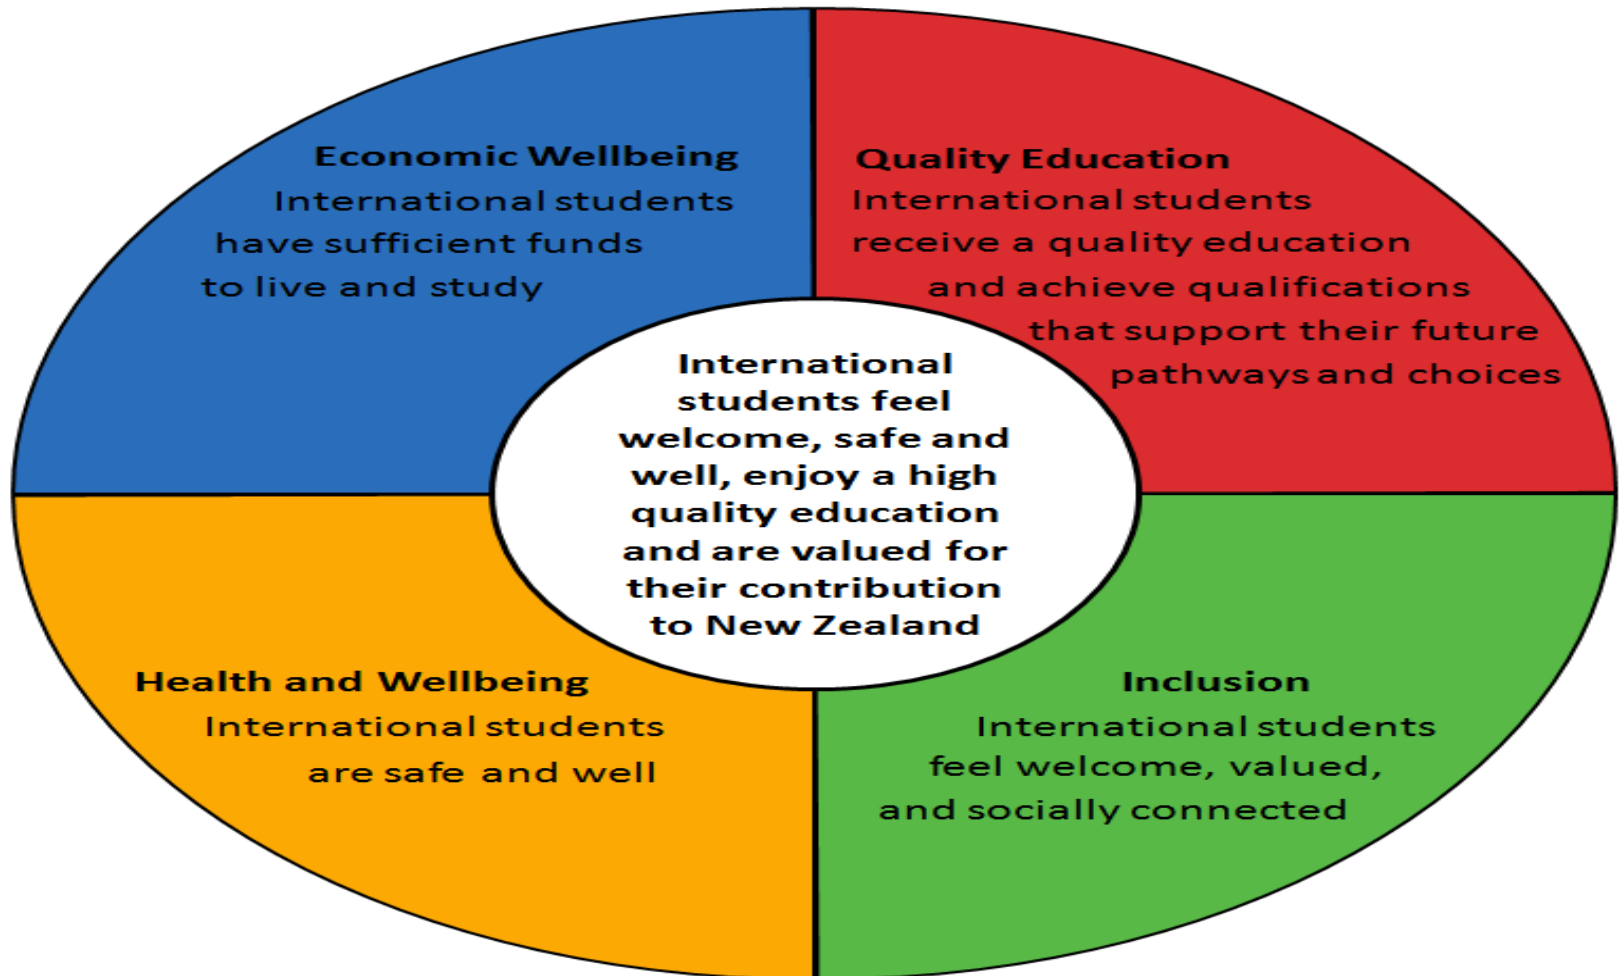 Economic Wellbeing
International students
have sufficient funds
to live and study
Quality Education
International students
receive a quality education
and achieve qualifications
that support their future
pathways and choices
International
students feel
welcome, safe and
well, enjoy a high
quality education
and are valued for
their contribution
to New Zealand
Health and Wellbeing
International students
are safe and well
Inclusion
International students
feel welcome, valued,
and socially connected